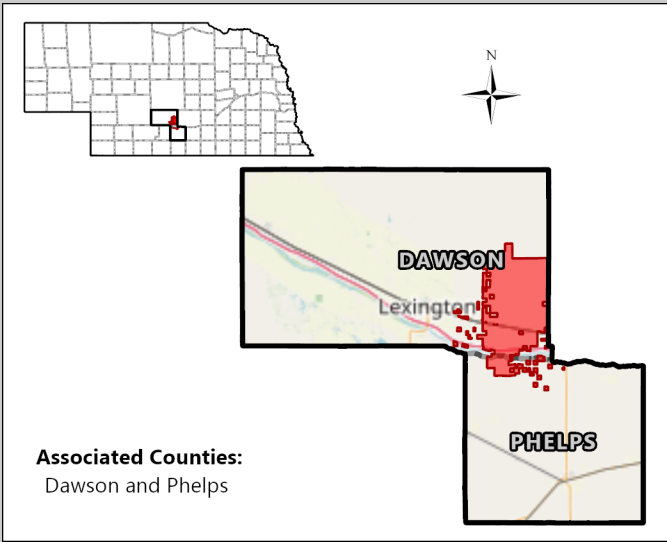 N
DAWSON
Lexington
PHELPS
Associated Counties:
Dawson and Phelps